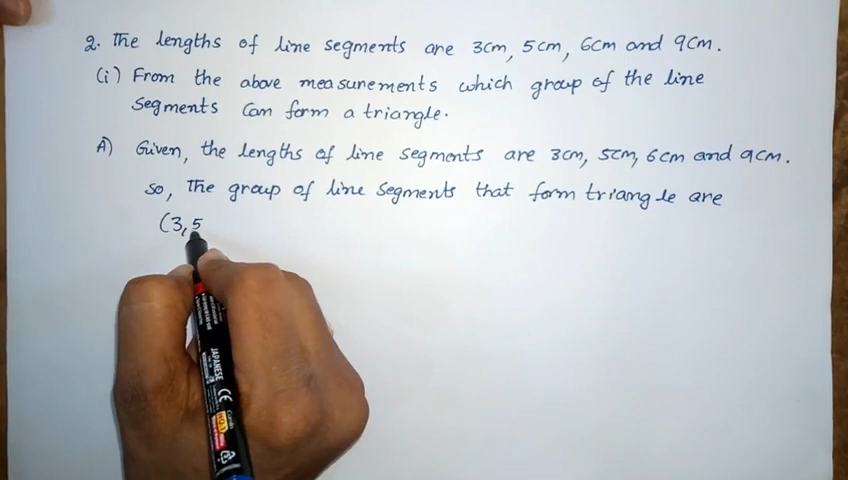 2. The lengths of line segments are 3cm, 5cm, 6cm and 9cm.
(i) From the above measurements which group of the line
segments can form a triangle.
A) Given, the lengths of line segments are 3cm, 5cm, 6cm and 9cm.
so, The group of line segments that form triangle are
(3,5
JAPANESE
CE